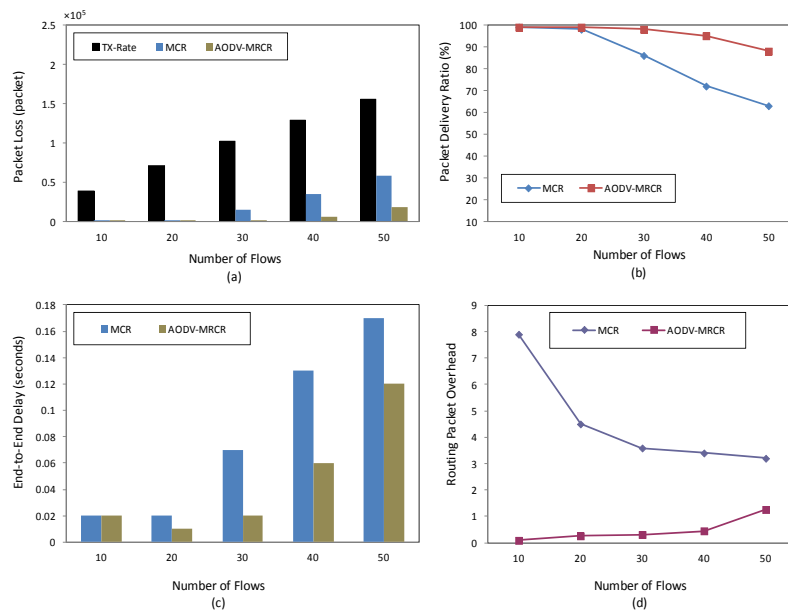 ×10⁵
2.5
2
1.5
1
0.5
0
TX-Rate MCR AODV-MRCR
Packet Loss (packet)
10 20 30 40 50
Number of Flows
(a)
100
90
80
70
60
50
40
30
20
10
Packet Delivery Ratio (%)
MCR AODV-MRCR
10 20 30 40 50
Number of Flows
(b)
0.18
0.16
0.14
0.12
0.10
0.08
0.06
0.04
0.02
0
MCR AODV-MRCR
End-to-End Delay (seconds)
10 20 30 40 50
Number of Flows
(c)
9
8
7
6
5
4
3
2
1
0
MCR AODV-MRCR
Routing Packet Overhead
10 20 30 40 50
Number of Flows
(d)